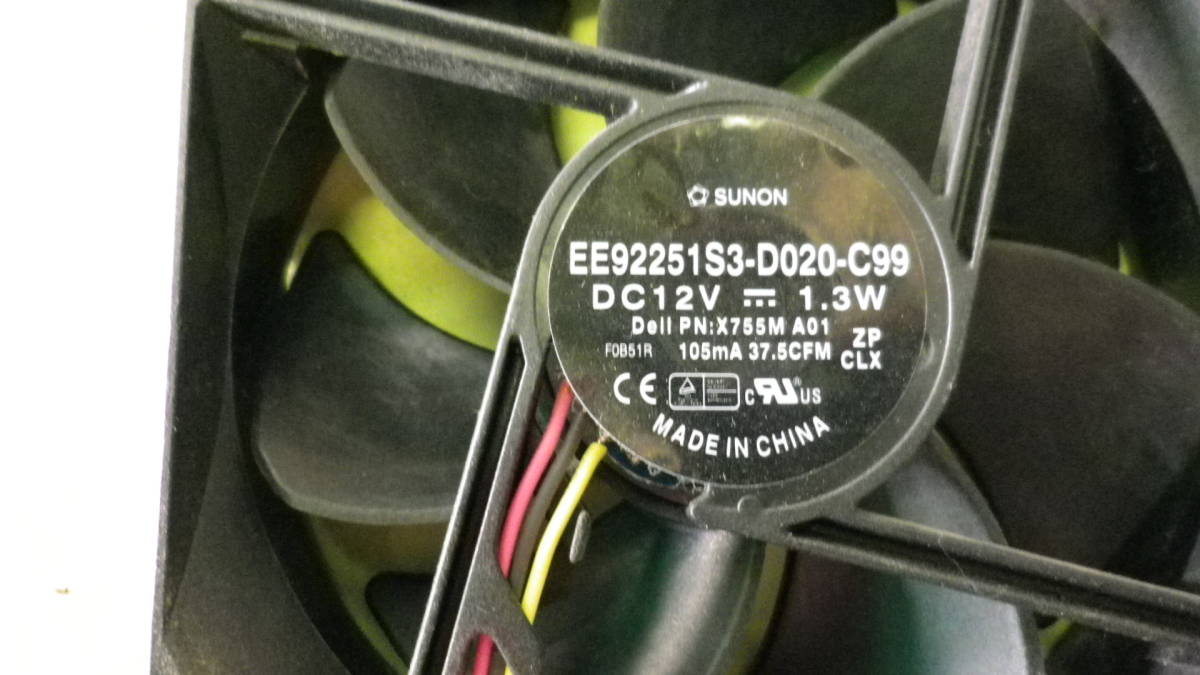 SUNON
EE92251S3-D020-C99
DC12V ⎓ 1.3W
Dell PN:X755M A01
ZP
F0B51R 105mA 37.5CFM
CLX
CE c RU ® US
MADE IN CHINA